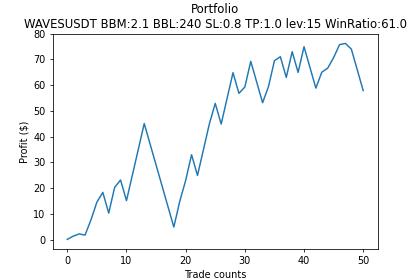 Portfolio
WAVESUSDT BBM:2.1 BBL:240 SL:0.8 TP:1.0 lev:15 WinRatio:61.0
80
70
60
50
40
30
20
10
0
Profit ($)
0 10 20 30 40 50
Trade counts